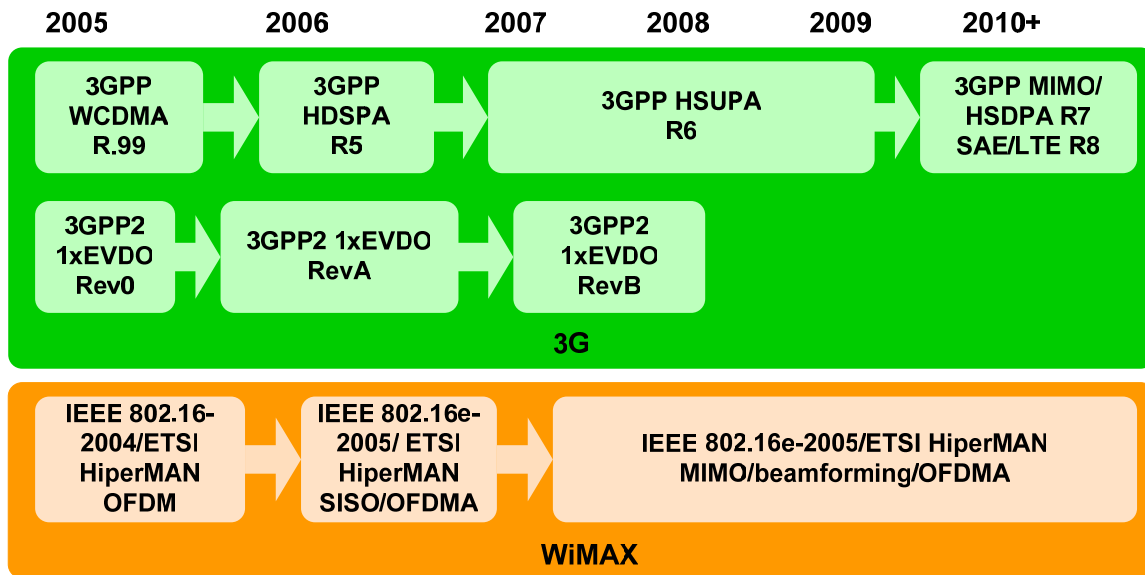 2005 2006 2007 2008 2009 2010+
3GPP
WCDMA
R.99
3GPP
HDSPA
R5
3GPP HSUPA
R6
3GPP MIMO/
HSDPA R7
SAE/LTE R8
3GPP2
1xEVDO
Rev0
3GPP2 1xEVDO
RevA
3GPP2
1xEVDO
RevB
3G
IEEE 802.16-
2004/ETSI
HiperMAN
OFDM
IEEE 802.16e-
2005/ ETSI
HiperMAN
SISO/OFDMA
IEEE 802.16e-2005/ETSI HiperMAN
MIMO/beamforming/OFDMA
WiMAX